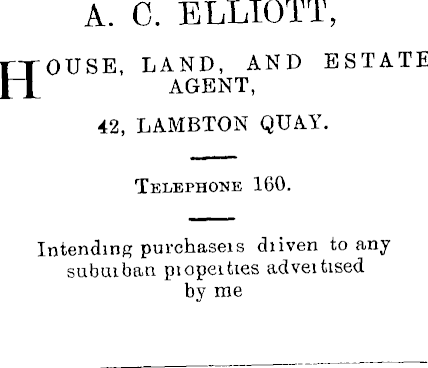 A. C. ELLIOTT,
HOUSE, LAND, AND ESTATE
AGENT,
42, LAMBTON QUAY.
TELEPHONE 160.
Intending purchasers driven to any
suburban properties advertised
by me